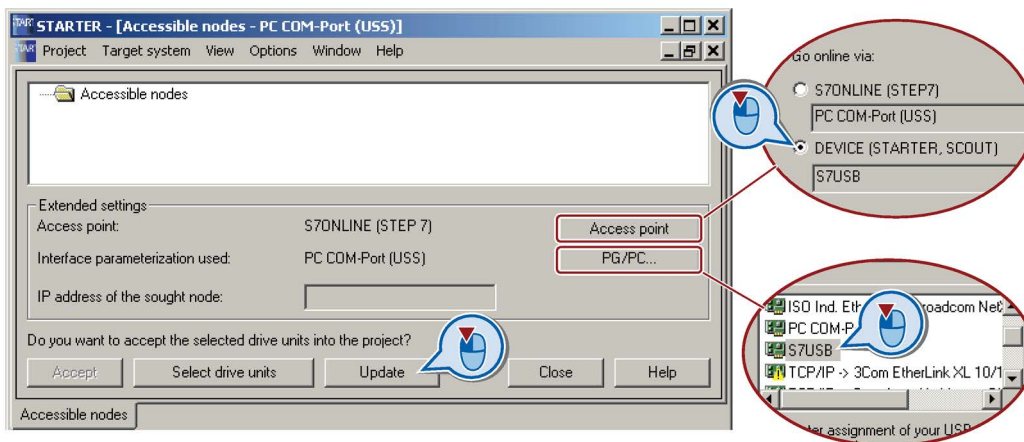 STARTER - [Accessible nodes - PC COM-Port (USS)]
Project Target system View Options Window Help
Accessible nodes
Extended settings
Access point: S7ONLINE (STEP 7) Access point
Interface parameterization used: PC COM-Port (USS) PG/PC...
IP address of the sought node:
Do you want to accept the selected drive units into the project?
Accept Select drive units Update Close Help
Accessible nodes
Go online via:
S7ONLINE (STEP7)
PC COM-Port (USS)
DEVICE (STARTER, SCOUT)
S7USB
ISO Ind.
PC COM-P
S7USB
TCP/IP -> 3Com EtherLink XL 10/1
assignment of your USB